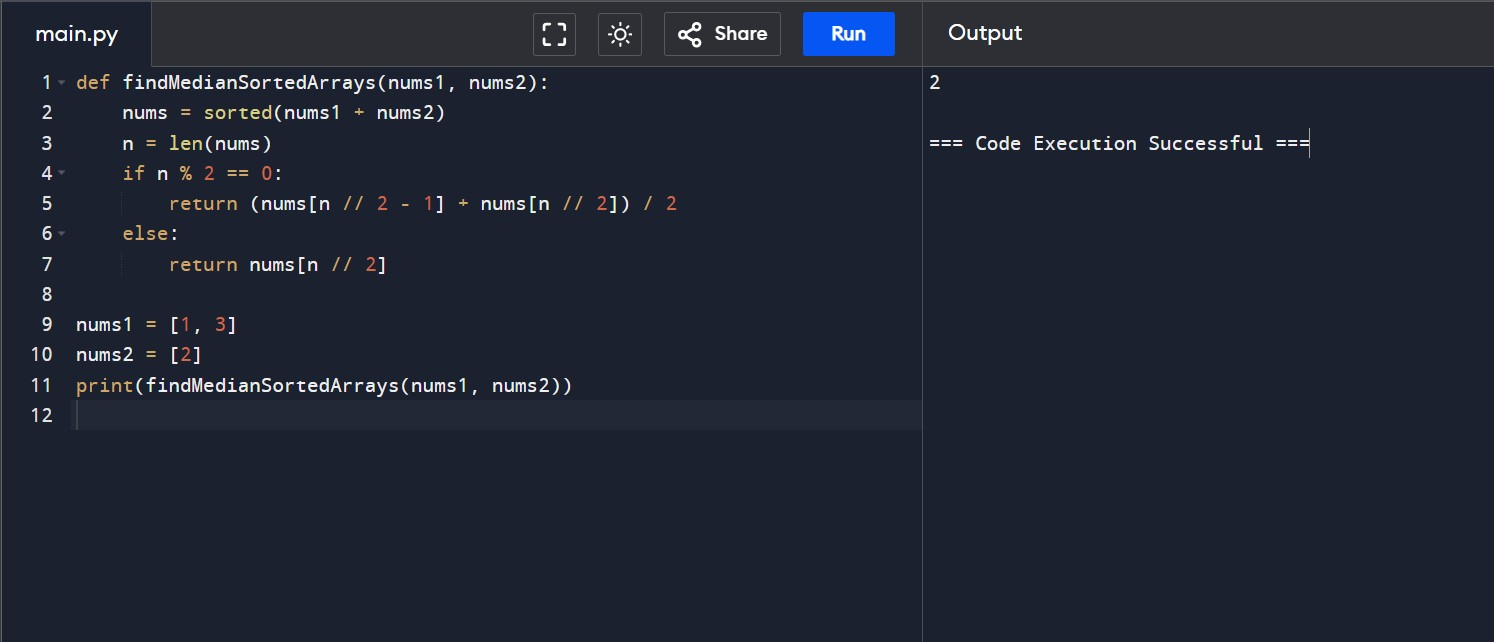 main.py Share Run Output
1 def findMedianSortedArrays(nums1, nums2):
2     nums = sorted(nums1 + nums2)
3     n = len(nums)
4     if n % 2 == 0:
5         return (nums[n // 2 - 1] + nums[n // 2]) / 2
6     else:
7         return nums[n // 2]
8
9 nums1 = [1, 3]
10 nums2 = [2]
11 print(findMedianSortedArrays(nums1, nums2))
12
2
=== Code Execution Successful ===